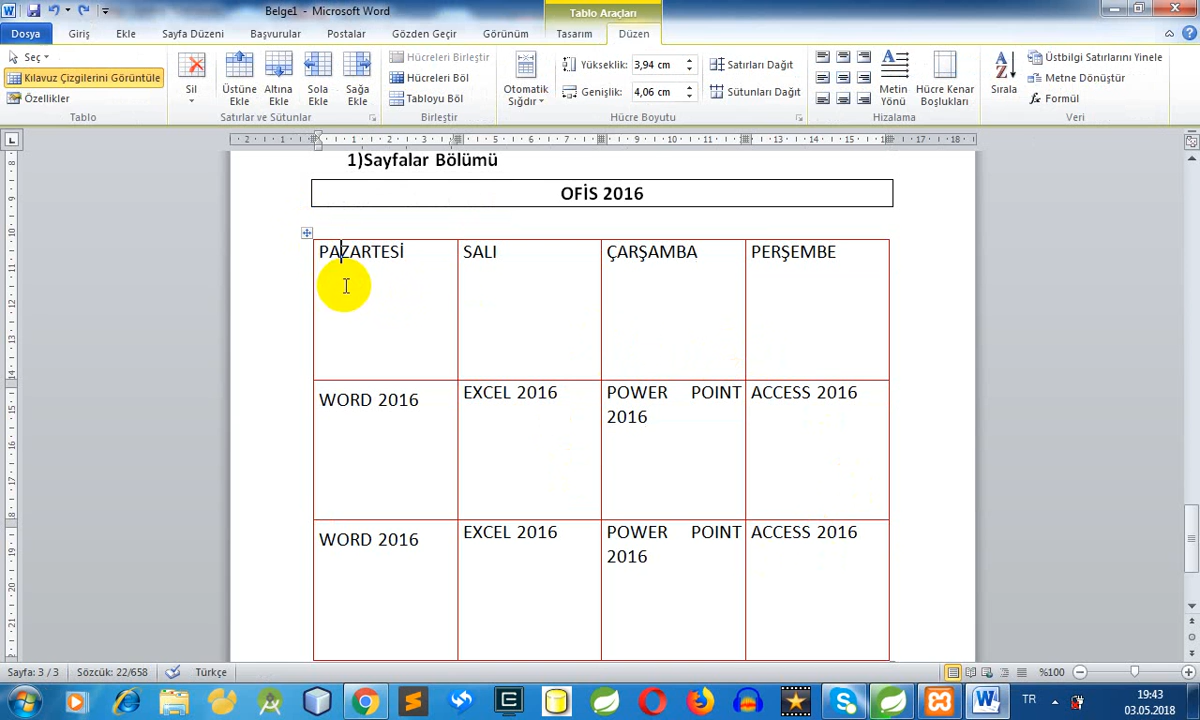 Belge1 - Microsoft Word
Tablo Araçları
Dosya
Giriş
Ekle
Sayfa Düzeni
Başvurular
Postalar
Gözden Geçir
Görünüm
Tasarım
Düzen
Seç
Kılavuz Çizgilerini Görüntüle
Özellikler
Tablo
Sil
Üstüne Ekle
Altına Ekle
Sola Ekle
Sağa Ekle
Satırlar ve Sütunlar
Hücreleri Birleştir
Hücreleri Böl
Tabloyu Böl
Birleştir
Otomatik Sığdır
Yükseklik: 3,94 cm
Genişlik: 4,06 cm
Satırları Dağıt
Sütunları Dağıt
Hücre Boyutu
Metin Yönü
Hücre Kenar Boşlukları
Hizalama
Sırala
Üstbilgi Satırlarını Yinele
Metne Dönüştür
Formül
Veri
1)Sayfalar Bölümü
OFİS 2016
PAZARTESİ SALI ÇARŞAMBA PERŞEMBE
WORD 2016 EXCEL 2016 POWER POINT 2016 ACCESS 2016
WORD 2016 EXCEL 2016 POWER POINT 2016 ACCESS 2016
Sayfa: 3 / 3
Sözcük: 22/658
Türkçe
%100
TR
19:43
03.05.2018